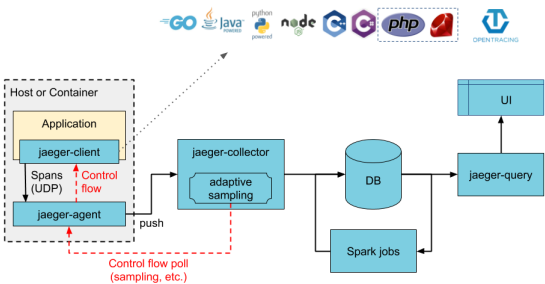 GO
Java
POWERED
python
powered
node
C++
C#
php
OPENTRACING
Host or Container
Application
jaeger-client
Spans
(UDP)
Control
flow
jaeger-agent
push
jaeger-collector
adaptive
sampling
Control flow poll
(sampling, etc.)
DB
Spark jobs
UI
jaeger-query